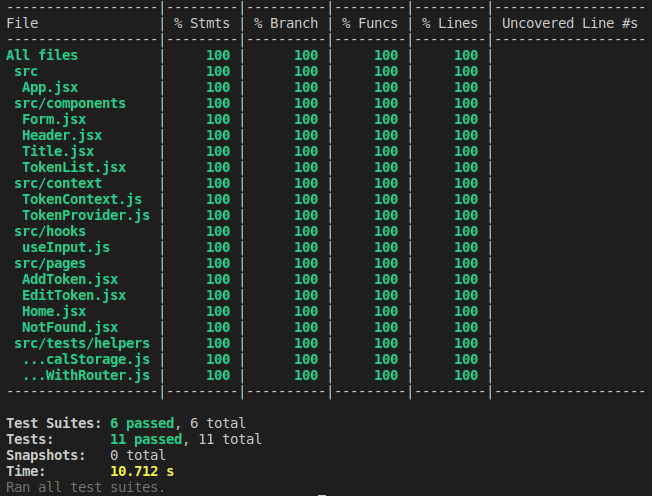 -------------------|---------|----------|---------|---------|-------------------
File               | % Stmts | % Branch | % Funcs | % Lines | Uncovered Line #s
-------------------|---------|----------|---------|---------|-------------------
All files          |     100 |      100 |     100 |     100 |
 src               |     100 |      100 |     100 |     100 |
  App.jsx          |     100 |      100 |     100 |     100 |
 src/components    |     100 |      100 |     100 |     100 |
  Form.jsx         |     100 |      100 |     100 |     100 |
  Header.jsx       |     100 |      100 |     100 |     100 |
  Title.jsx        |     100 |      100 |     100 |     100 |
  TokenList.jsx    |     100 |      100 |     100 |     100 |
 src/context       |     100 |      100 |     100 |     100 |
  TokenContext.js  |     100 |      100 |     100 |     100 |
  TokenProvider.js |     100 |      100 |     100 |     100 |
 src/hooks         |     100 |      100 |     100 |     100 |
  useInput.js      |     100 |      100 |     100 |     100 |
 src/pages         |     100 |      100 |     100 |     100 |
  AddToken.jsx     |     100 |      100 |     100 |     100 |
  EditToken.jsx    |     100 |      100 |     100 |     100 |
  Home.jsx         |     100 |      100 |     100 |     100 |
  NotFound.jsx     |     100 |      100 |     100 |     100 |
 src/tests/helpers |     100 |      100 |     100 |     100 |
  ...calStorage.js |     100 |      100 |     100 |     100 |
  ...WithRouter.js |     100 |      100 |     100 |     100 |
-------------------|---------|----------|---------|---------|-------------------
Test Suites: 6 passed, 6 total
Tests:       11 passed, 11 total
Snapshots:   0 total
Time:        10.712 s
Ran all test suites.